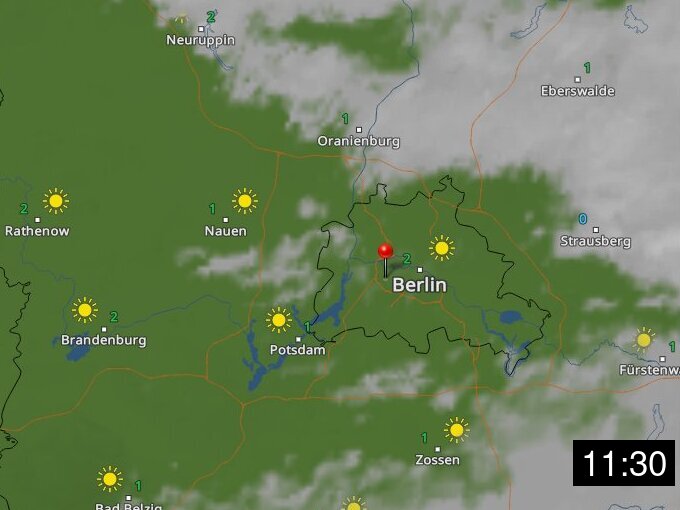 2
Neuruppin
1
Eberswalde
1
Oranienburg
2
Rathenow
1
Nauen
0
Strausberg
2
Berlin
2
Brandenburg
1
Potsdam
1
Fürstenwa
1
Zossen
11:30
1
Bad Belzig